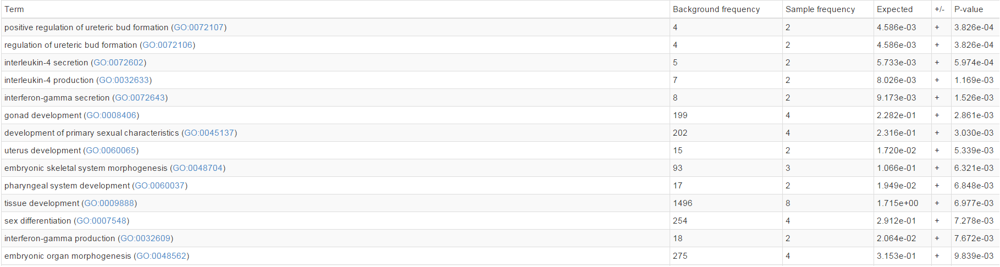 Term Background frequency Sample frequency Expected +/- P-value
positive regulation of ureteric bud formation (GO:0072107) 4 2 4.586e-03 + 3.826e-04
regulation of ureteric bud formation (GO:0072106) 4 2 4.586e-03 + 3.826e-04
interleukin-4 secretion (GO:0072602) 5 2 5.733e-03 + 5.974e-04
interleukin-4 production (GO:0032633) 7 2 8.026e-03 + 1.169e-03
interferon-gamma secretion (GO:0072643) 8 2 9.173e-03 + 1.526e-03
gonad development (GO:0008406) 199 4 2.282e-01 + 2.861e-03
development of primary sexual characteristics (GO:0045137) 202 4 2.316e-01 + 3.030e-03
uterus development (GO:0060065) 15 2 1.720e-02 + 5.339e-03
embryonic skeletal system morphogenesis (GO:0048704) 93 3 1.066e-01 + 6.321e-03
pharyngeal system development (GO:0060037) 17 2 1.949e-02 + 6.848e-03
tissue development (GO:0009888) 1496 8 1.715e+00 + 6.977e-03
sex differentiation (GO:0007548) 254 4 2.912e-01 + 7.278e-03
interferon-gamma production (GO:0032609) 18 2 2.064e-02 + 7.672e-03
embryonic organ morphogenesis (GO:0048562) 275 4 3.153e-01 + 9.839e-03